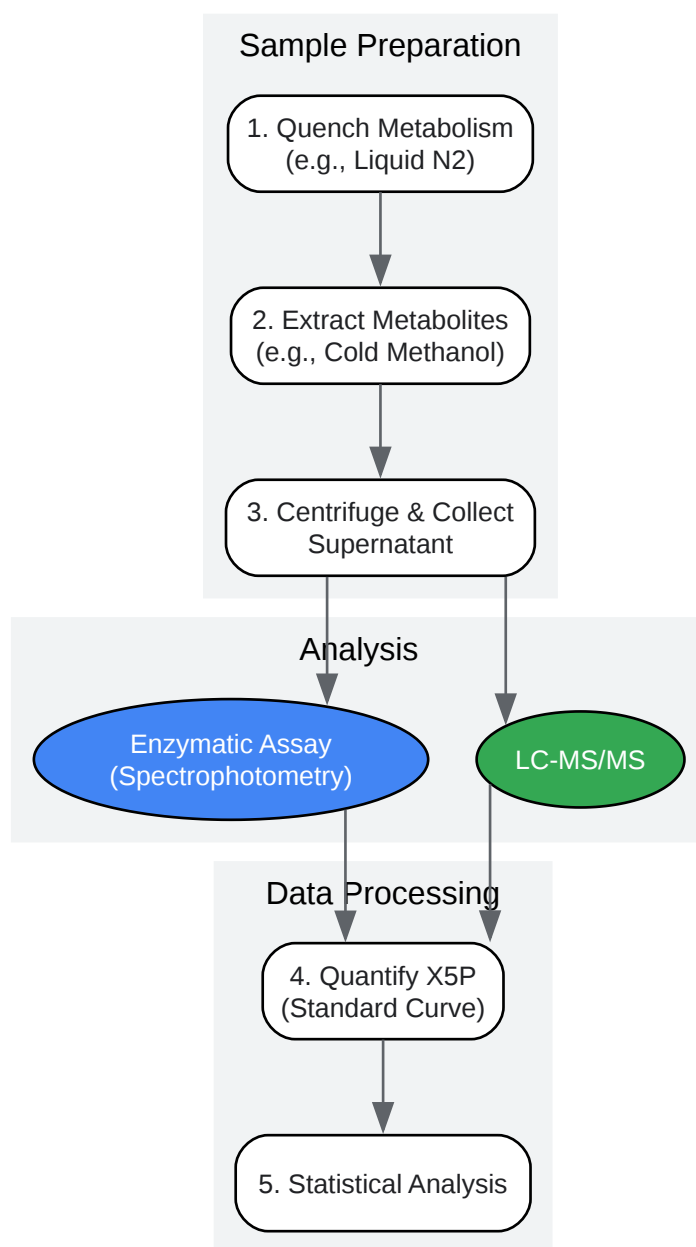 Sample Preparation
1. Quench Metabolism
(e.g., Liquid N2)
2. Extract Metabolites
(e.g., Cold Methanol)
3. Centrifuge & Collect
Supernatant
Analysis
Enzymatic Assay
(Spectrophotometry)
LC-MS/MS
Data Processing
4. Quantify X5P
(Standard Curve)
5. Statistical Analysis